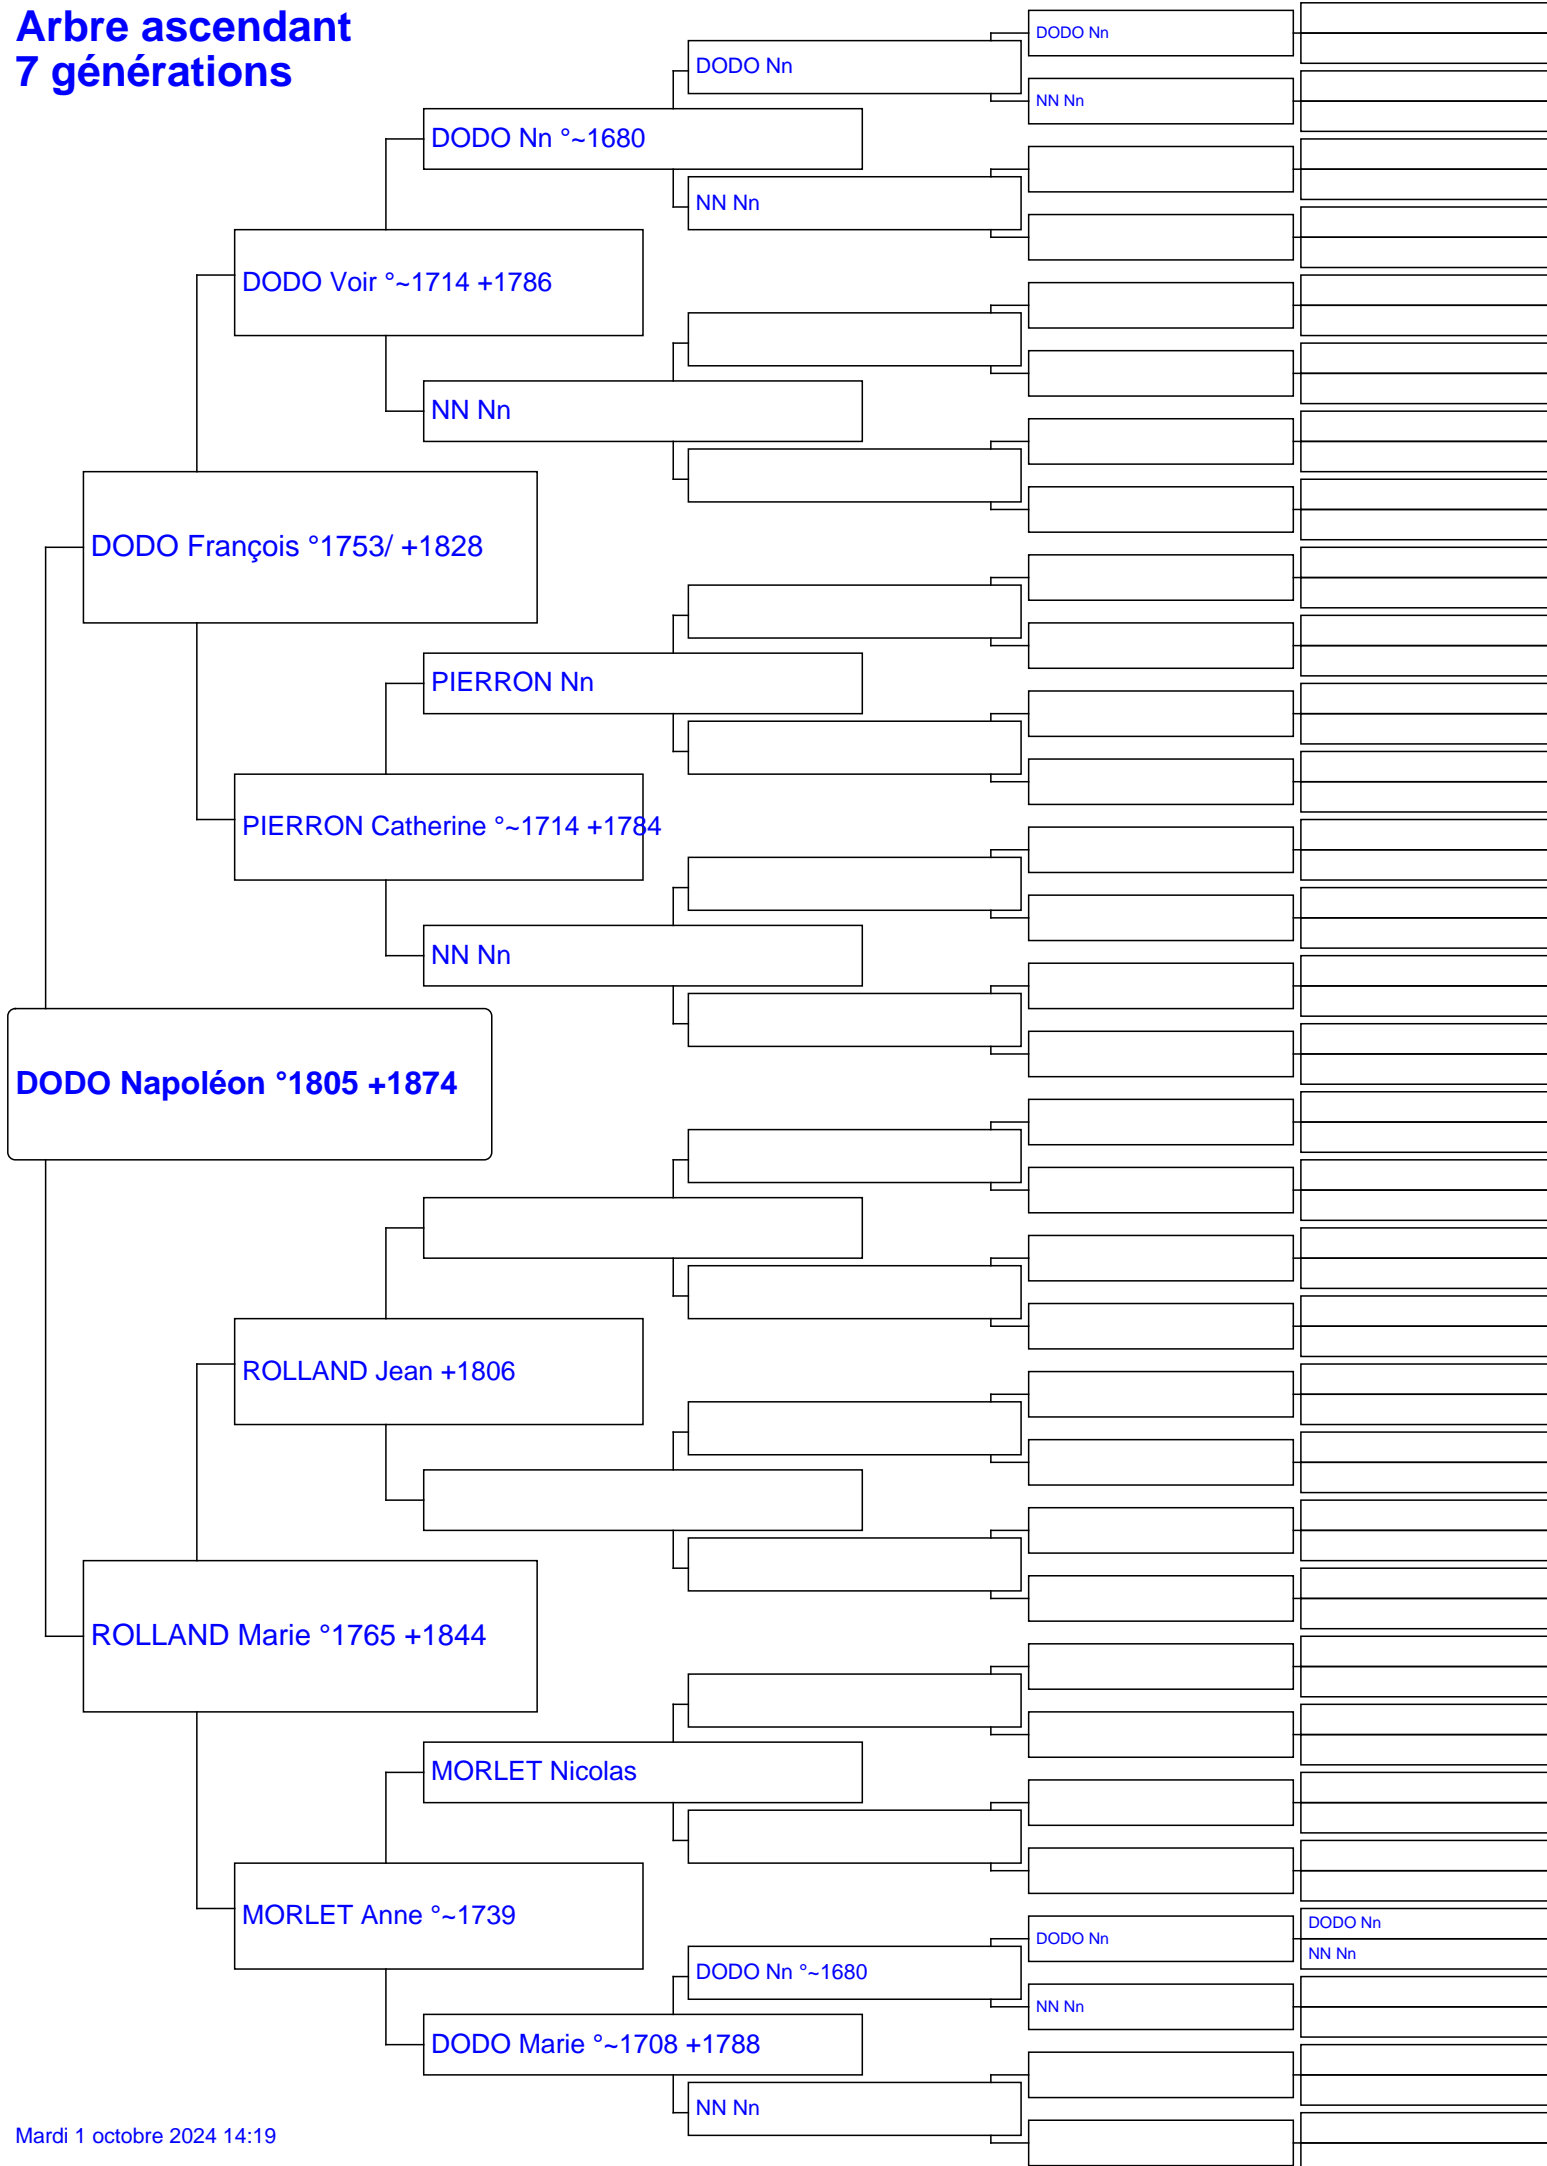 Arbre ascendant
7 générations
DODO Nn
DODO Nn
NN Nn
DODO Nn °~1680
NN Nn
DODO Voir °~1714 +1786
NN Nn
DODO François °1753/ +1828
PIERRON Nn
PIERRON Catherine °~1714 +1784
NN Nn
DODO Napoléon °1805 +1874
ROLLAND Jean +1806
ROLLAND Marie °1765 +1844
MORLET Nicolas
MORLET Anne °~1739
DODO Nn
DODO Nn
NN Nn
DODO Nn °~1680
NN Nn
DODO Marie °~1708 +1788
NN Nn
Mardi 1 octobre 2024 14:19